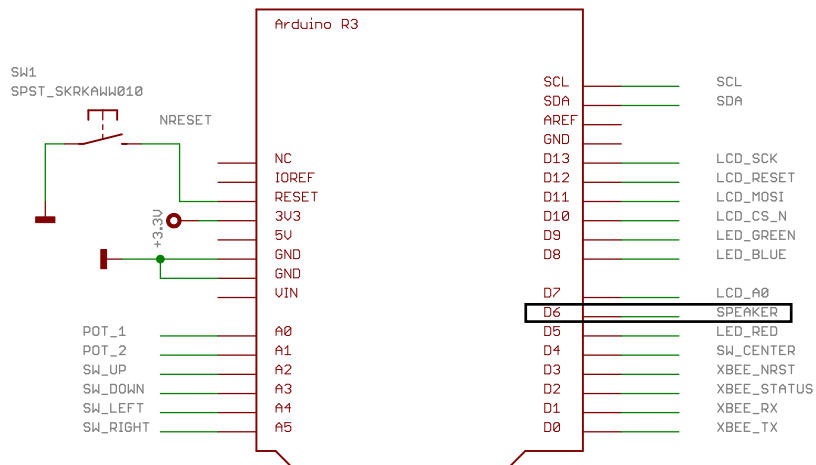 Arduino R3
SW1
SPST_SKRKAWW010
NRESET
+3.3V
NC
IOREF
RESET
3V3
5V
GND
GND
VIN
POT_1 A0
POT_2 A1
SW_UP A2
SW_DOWN A3
SW_LEFT A4
SW_RIGHT A5
SCL SCL
SDA SDA
AREF
GND
D13 LCD_SCK
D12 LCD_RESET
D11 LCD_MOSI
D10 LCD_CS_N
D9 LED_GREEN
D8 LED_BLUE
D7 LCD_A0
D6 SPEAKER
D5 LED_RED
D4 SW_CENTER
D3 XBEE_NRST
D2 XBEE_STATUS
D1 XBEE_RX
D0 XBEE_TX